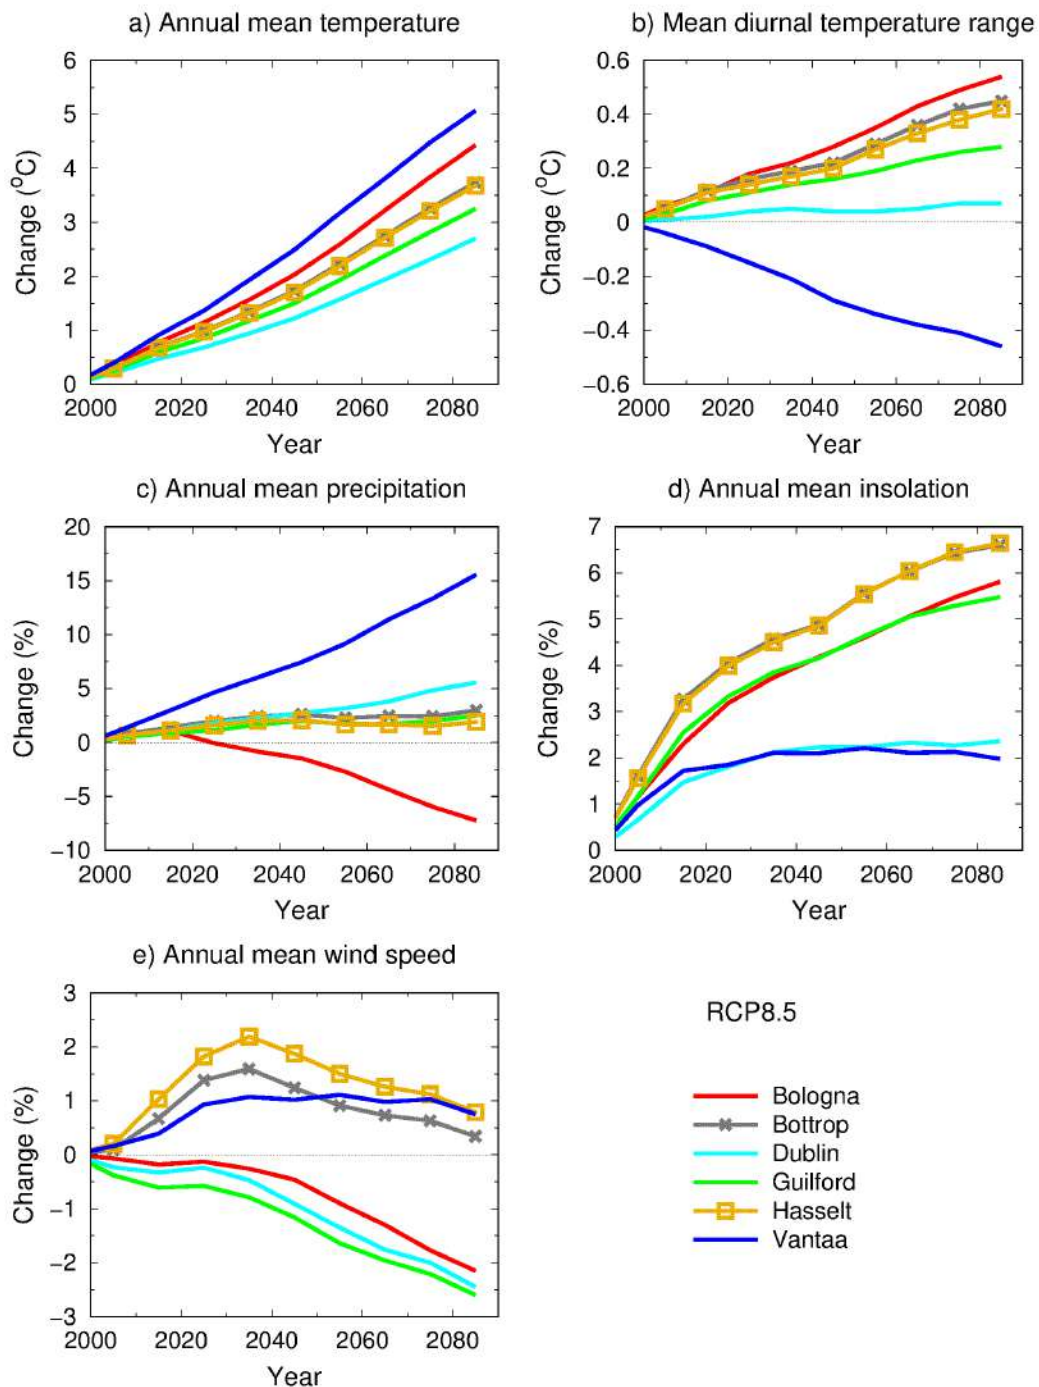 a) Annual mean temperature
6
5
4
3
2
1
0
Change (°C)
2000 2020 2040 2060 2080
Year
b) Mean diurnal temperature range
0.6
0.4
0.2
0
−0.2
−0.4
−0.6
Change (°C)
2000 2020 2040 2060 2080
Year
c) Annual mean precipitation
20
15
10
5
0
−5
−10
Change (%)
2000 2020 2040 2060 2080
Year
d) Annual mean insolation
7
6
5
4
3
2
1
0
Change (%)
2000 2020 2040 2060 2080
Year
e) Annual mean wind speed
3
2
1
0
−1
−2
−3
Change (%)
2000 2020 2040 2060 2080
Year
RCP8.5
Bologna
Bottrop
Dublin
Guilford
Hasselt
Vantaa